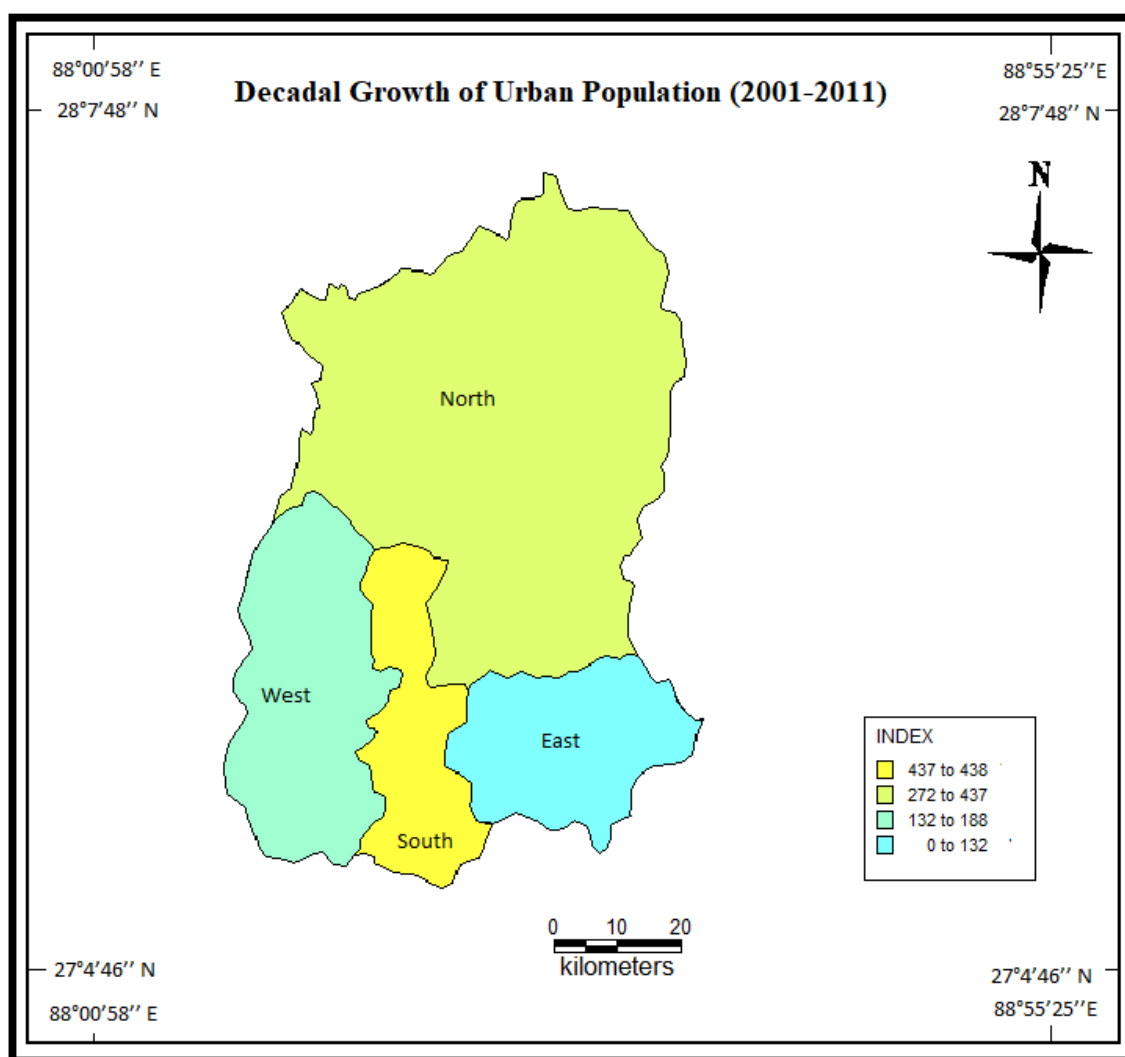 88°00′58′′ E
88°55′25′′E
Decadal Growth of Urban Population (2001-2011)
28°7′48′′ N
28°7′48′′ N
N
North
West
East
South
INDEX
437 to 438
272 to 437
132 to 188
0 to 132
0 10 20
kilometers
27°4′46′′ N
27°4′46′′ N
88°00′58′′ E
88°55′25′′E